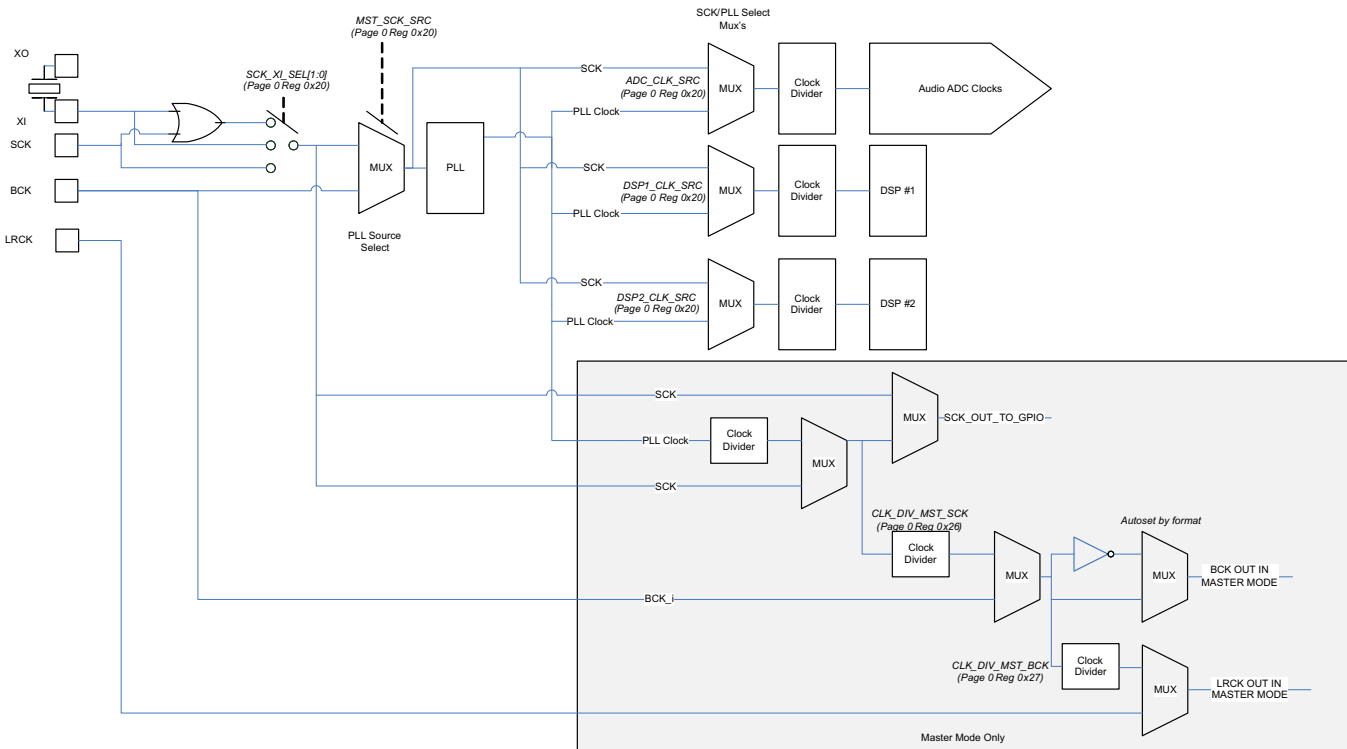 XO
XI
SCK
BCK
LRCK
SCK_XI_SEL[1:0]
(Page 0 Reg 0x20)
MST_SCK_SRC
(Page 0 Reg 0x20)
MUX
PLL Source
Select
PLL
SCK/PLL Select
Mux's
SCK
ADC_CLK_SRC
(Page 0 Reg 0x20)
PLL Clock
MUX
Clock
Divider
Audio ADC Clocks
SCK
DSP1_CLK_SRC
(Page 0 Reg 0x20)
PLL Clock
MUX
Clock
Divider
DSP #1
SCK
DSP2_CLK_SRC
(Page 0 Reg 0x20)
PLL Clock
MUX
Clock
Divider
DSP #2
SCK
MUX
SCK_OUT_TO_GPIO
PLL Clock
Clock
Divider
MUX
SCK
CLK_DIV_MST_SCK
(Page 0 Reg 0x26)
Clock
Divider
MUX
Autoset by format
MUX
BCK OUT IN
MASTER MODE
BCK_i
CLK_DIV_MST_BCK
(Page 0 Reg 0x27)
Clock
Divider
MUX
LRCK OUT IN
MASTER MODE
Master Mode Only